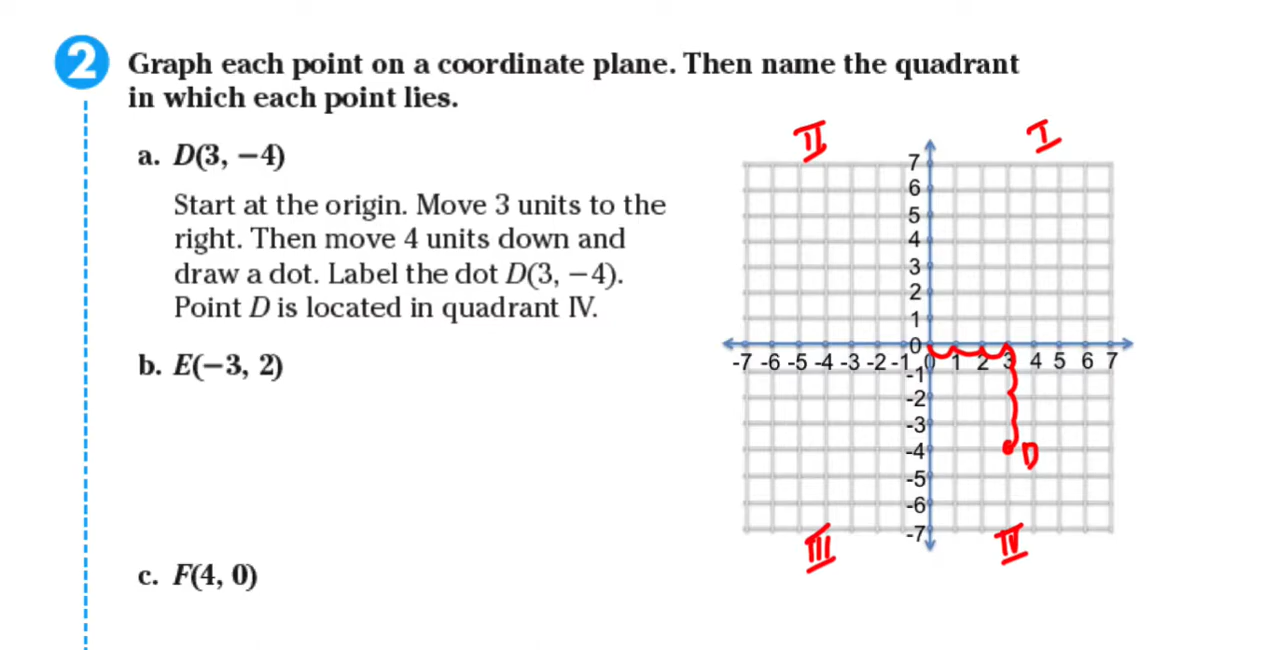 2 Graph each point on a coordinate plane. Then name the quadrant
in which each point lies.
a. D(3, −4)
Start at the origin. Move 3 units to the
right. Then move 4 units down and
draw a dot. Label the dot D(3, −4).
Point D is located in quadrant IV.
b. E(−3, 2)
c. F(4, 0)
II
I
7
6
5
4
3
2
1
0
-7 -6 -5 -4 -3 -2 -1 0 1 2 3 4 5 6 7
-1
-2
-3
-4
D
-5
-6
-7
III
IV